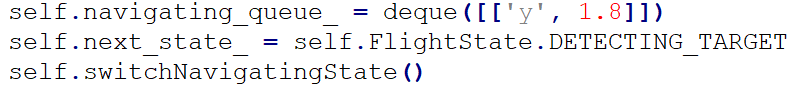 self.navigating_queue_ = deque([['y', 1.8]])
self.next_state_ = self.FlightState.DETECTING_TARGET
self.switchNavigatingState()